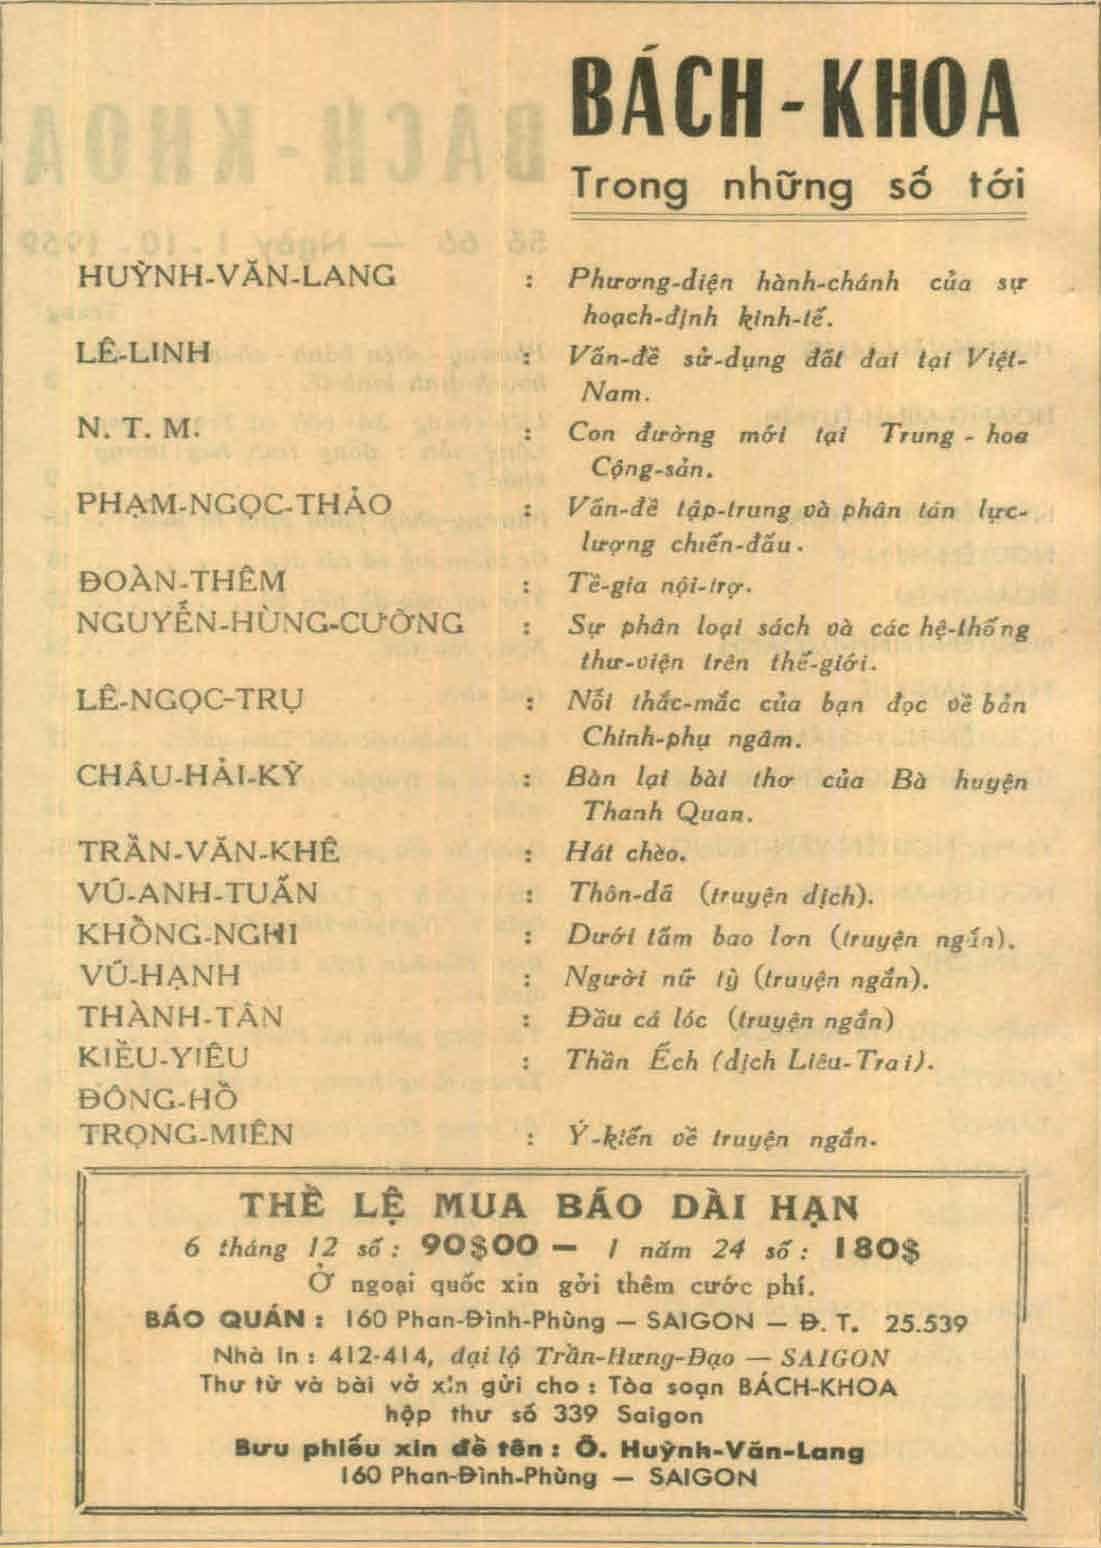 BÁCH-KHOA
Trong những số tới
HUỲNH-VĂN-LANG : Phương-diện hành-chánh của sự
hoạch-định kinh-tế.
LÊ-LINH : Vấn-đề sử-dụng đất đai tại Việt-
Nam.
N. T. M. : Con đường mới tại Trung-hoa
Cộng-sản.
PHẠM-NGỌC-THẢO : Vấn-đề tập-trung và phân tán lực-
lượng chiến-đấu.
ĐOÀN-THÊM : Tề-gia nội-trợ.
NGUYỄN-HÙNG-CƯỜNG : Sự phân loại sách và các hệ-thống
thư-viện trên thế-giới.
LÊ-NGỌC-TRỤ : Nỗi thắc-mắc của bạn đọc về bản
Chinh-phụ ngâm.
CHÂU-HẢI-KỲ : Bàn lại bài thơ của Bà huyện
Thanh Quan.
TRẦN-VĂN-KHÊ : Hát chèo.
VŨ-ANH-TUẤN : Thôn-dã (truyện dịch).
KHỒNG-NGHI : Dưới tấm bao lơn (truyện ngắn).
VŨ-HẠNH : Người nữ tỳ (truyện ngắn).
THÀNH-TÂN : Đầu cá lóc (truyện ngắn)
KIỀU-YIÊU : Thần Ếch (dịch Liêu-Trai).
ĐÔNG-HỒ
TRỌNG-MIÊN : Ý-kiến về truyện ngắn.
THỀ LỆ MUA BÁO DÀI HẠN
6 tháng 12 số : 90$00 — 1 năm 24 số : 180$
Ở ngoại quốc xin gởi thêm cước phí.
BÁO QUÁN : 160 Phan-Đình-Phùng — SAIGON — Đ. T. 25.539
Nhà in : 412-414, đại lộ Trần-Hưng-Đạo — SAIGON
Thư từ và bài vở xin gửi cho : Tòa soạn BÁCH-KHOA
hộp thư số 339 Saigon
Bưu phiếu xin đề tên : Ô. Huỳnh-Văn-Lang
160 Phan-Đình-Phùng — SAIGON